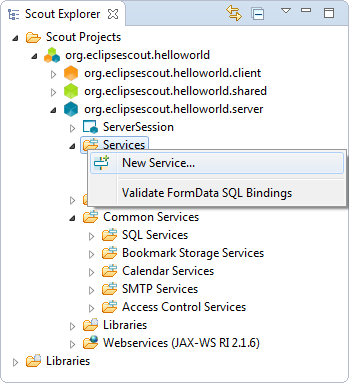 Scout Explorer
Scout Projects
org.eclipsescout.helloworld
org.eclipsescout.helloworld.client
org.eclipsescout.helloworld.shared
org.eclipsescout.helloworld.server
ServerSession
Services
New Service...
Validate FormData SQL Bindings
Common Services
SQL Services
Bookmark Storage Services
Calendar Services
SMTP Services
Access Control Services
Libraries
Webservices (JAX-WS RI 2.1.6)
Libraries